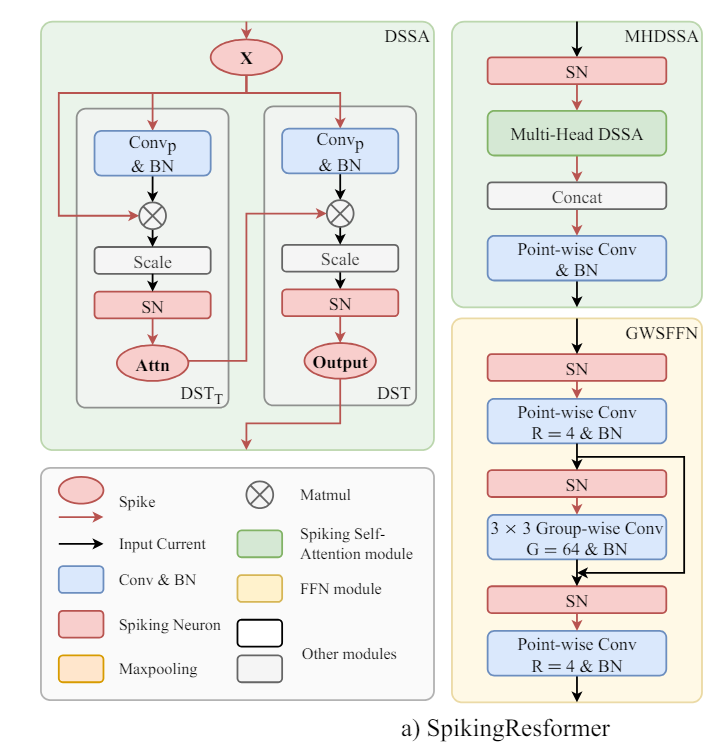 DSSA
X
Convp
& BN
Scale
SN
Attn
DSTT
Convp
& BN
Scale
SN
Output
DST
MHDSSA
SN
Multi-Head DSSA
Concat
Point-wise Conv
& BN
GWSFFN
SN
Point-wise Conv
R = 4 & BN
SN
3 × 3 Group-wise Conv
G = 64 & BN
SN
Point-wise Conv
R = 4 & BN
Spike
Input Current
Conv & BN
Spiking Neuron
Maxpooling
Matmul
Spiking Self-
Attention module
FFN module
Other modules
a) SpikingResformer